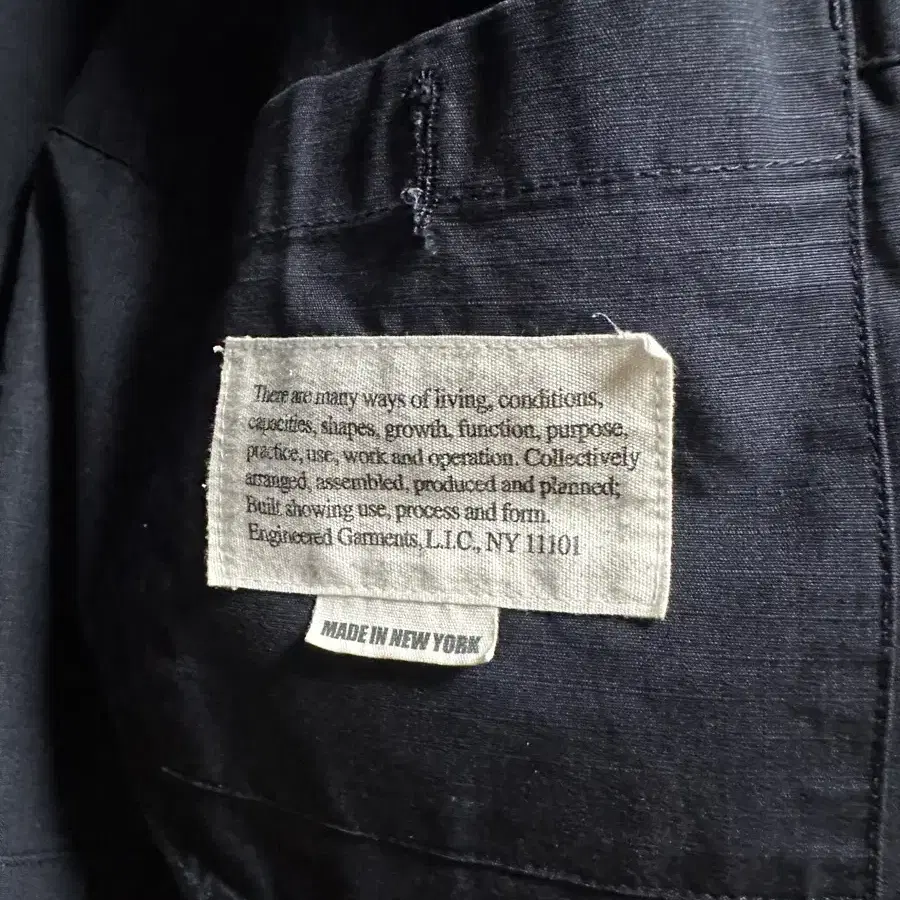 There are many ways of living, conditions,
capacities, shapes, growth, function, purpose,
practice, use, work and operation. Collectively
arranged, assembled, produced and planned;
Built showing use, process and form.
Engineered Garments, L.I.C., NY 11101
MADE IN NEW YORK